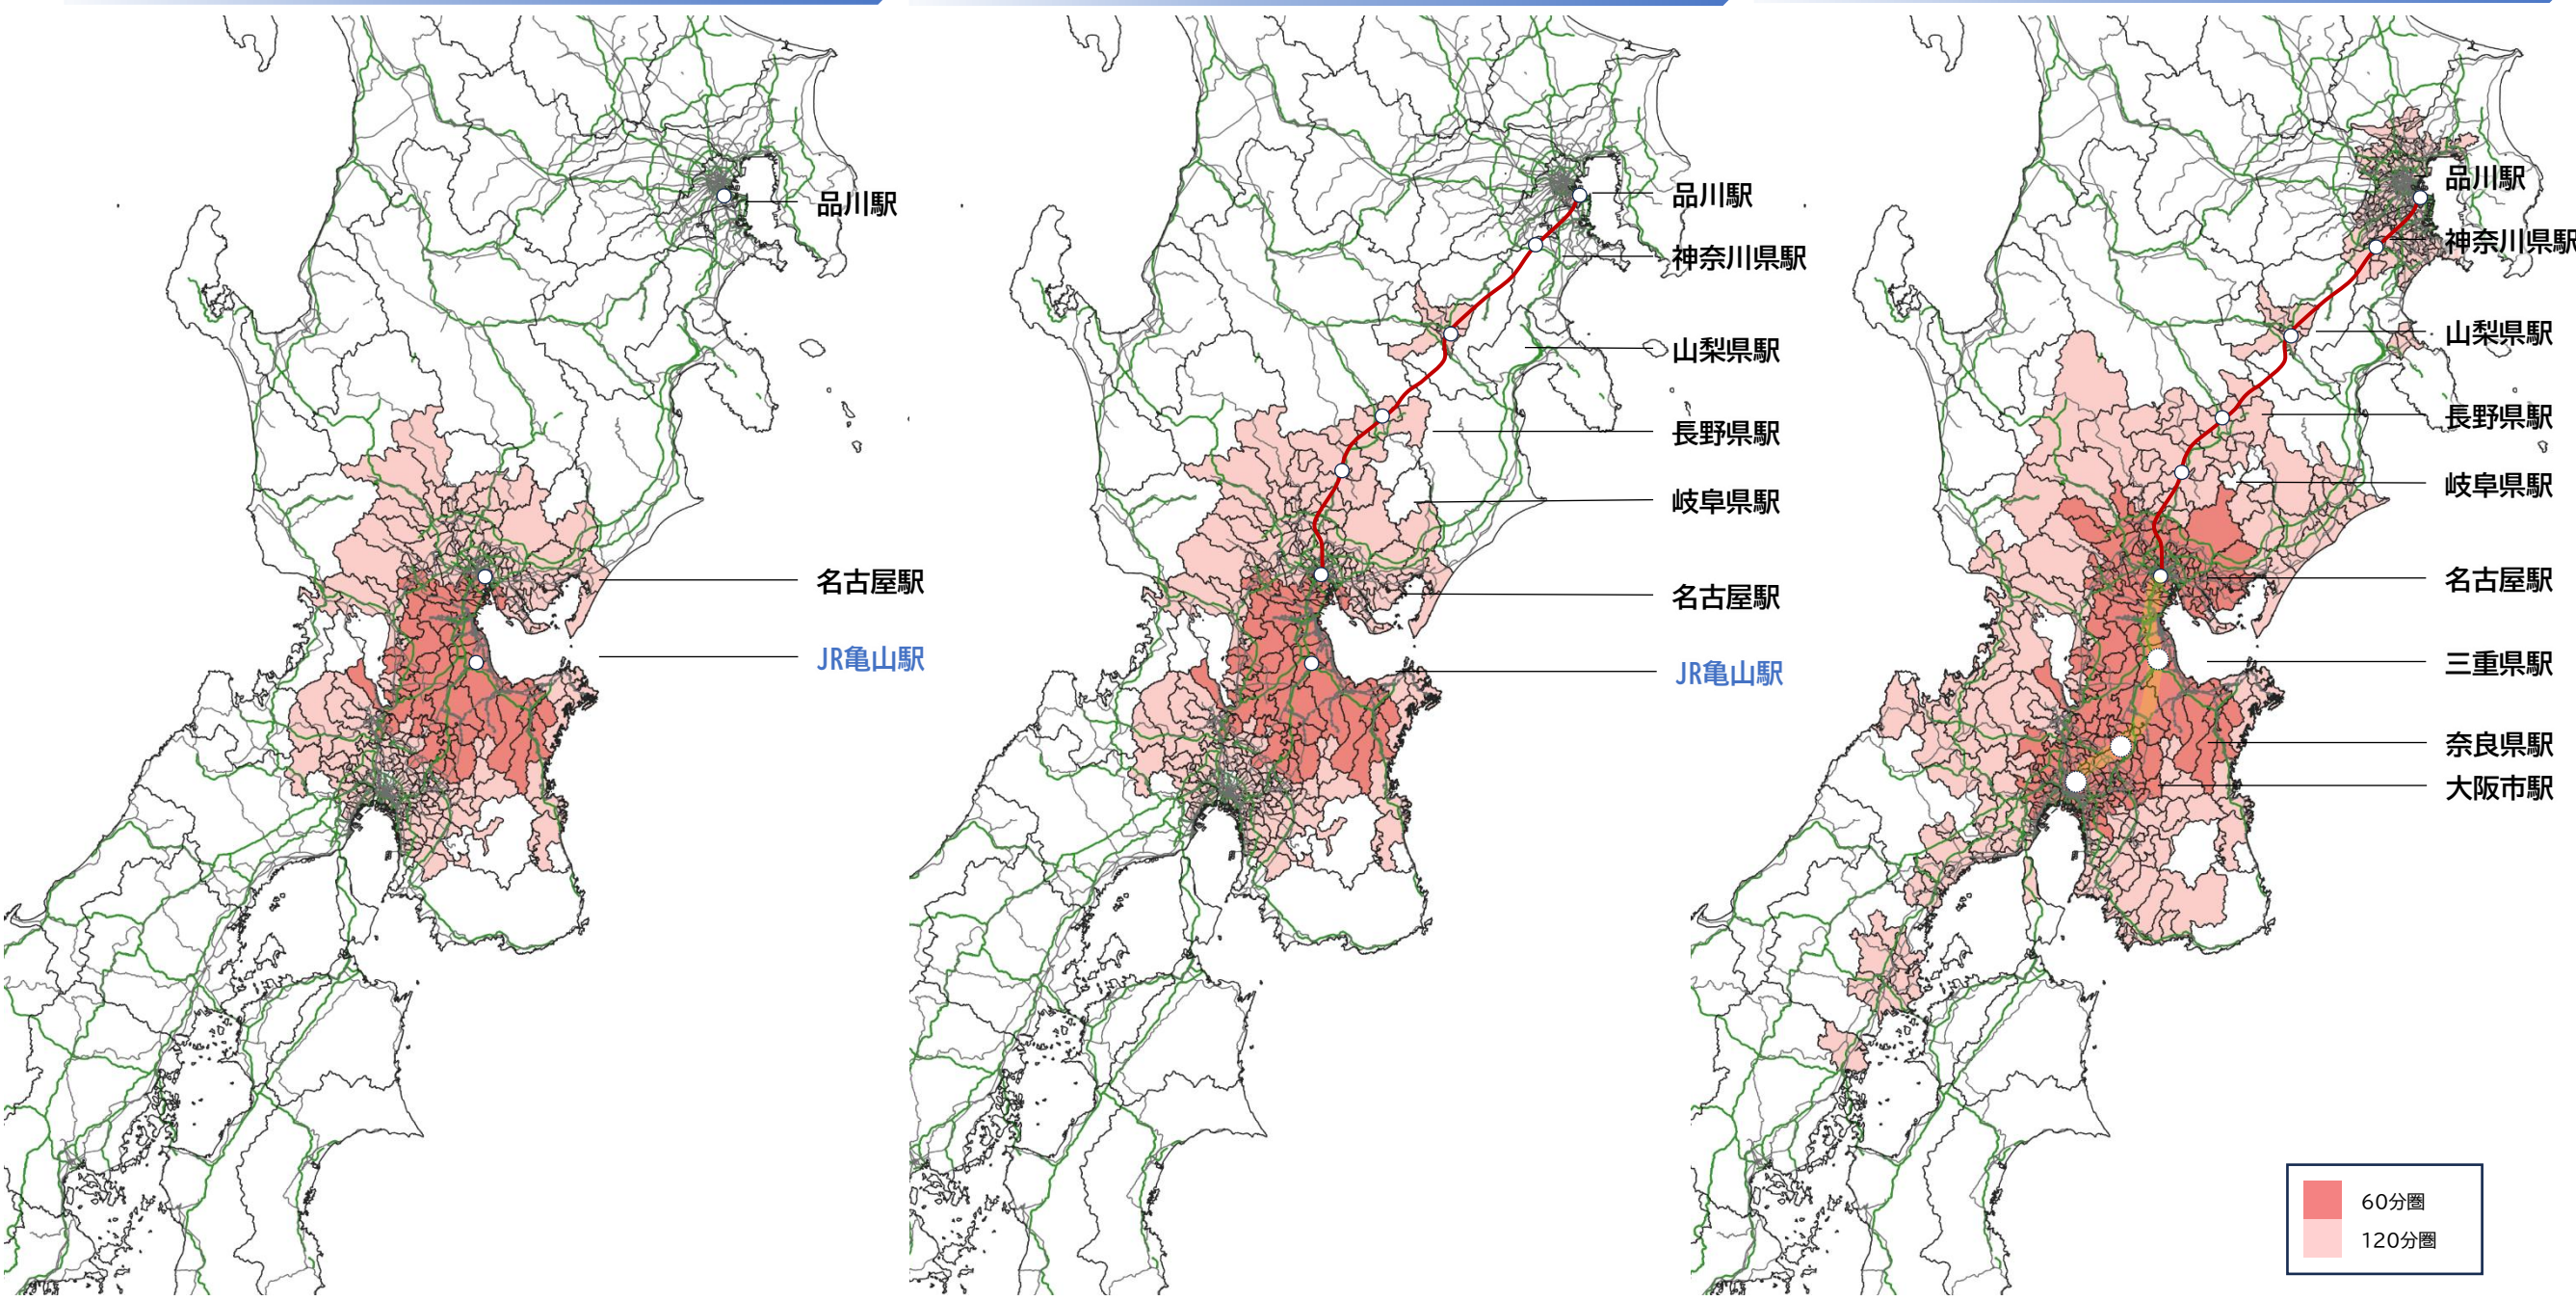 品川駅
名古屋駅
JR亀山駅
品川駅
神奈川県駅
山梨県駅
長野県駅
岐阜県駅
名古屋駅
JR亀山駅
品川駅
神奈川県駅
山梨県駅
長野県駅
岐阜県駅
名古屋駅
三重県駅
奈良県駅
大阪市駅
60分圏
120分圏